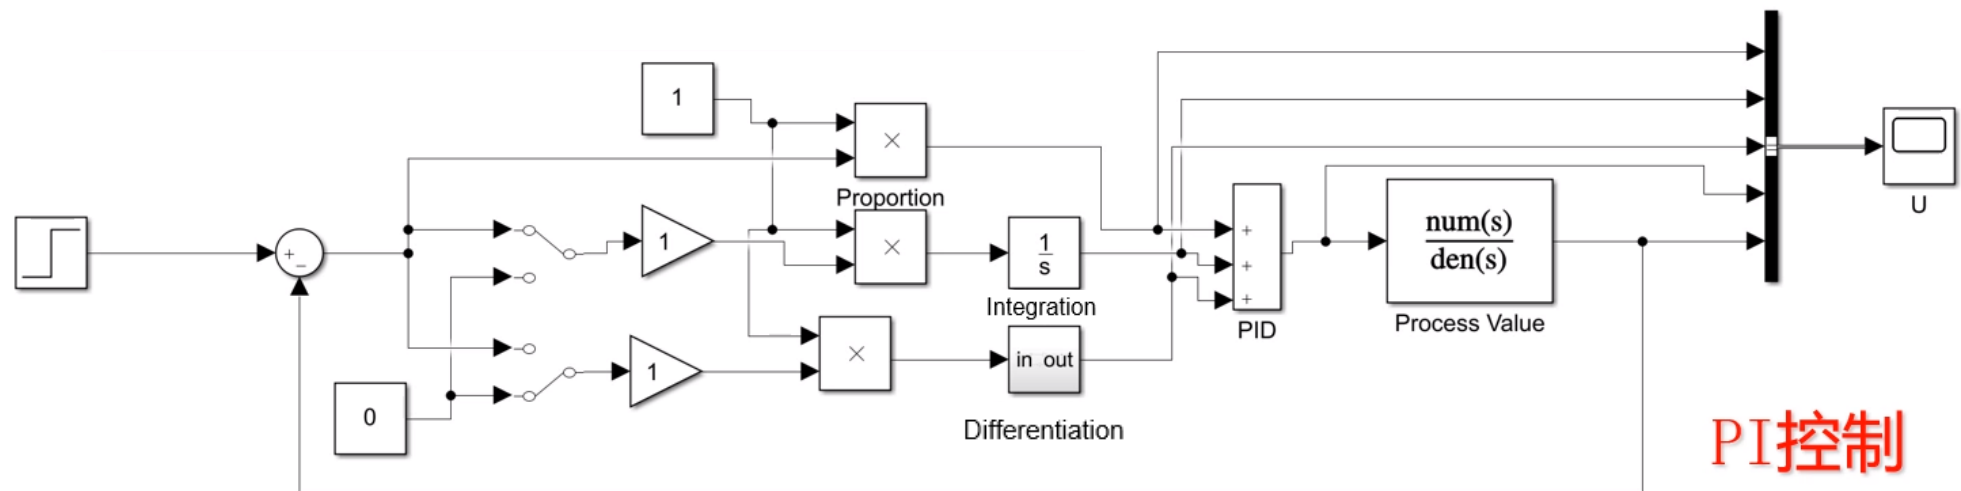 1
×
Proportion
+
−
1
×
1
s
Integration
+
+
+
PID
num(s)
den(s)
Process Value
U
0
1
×
in out
Differentiation
PI控制